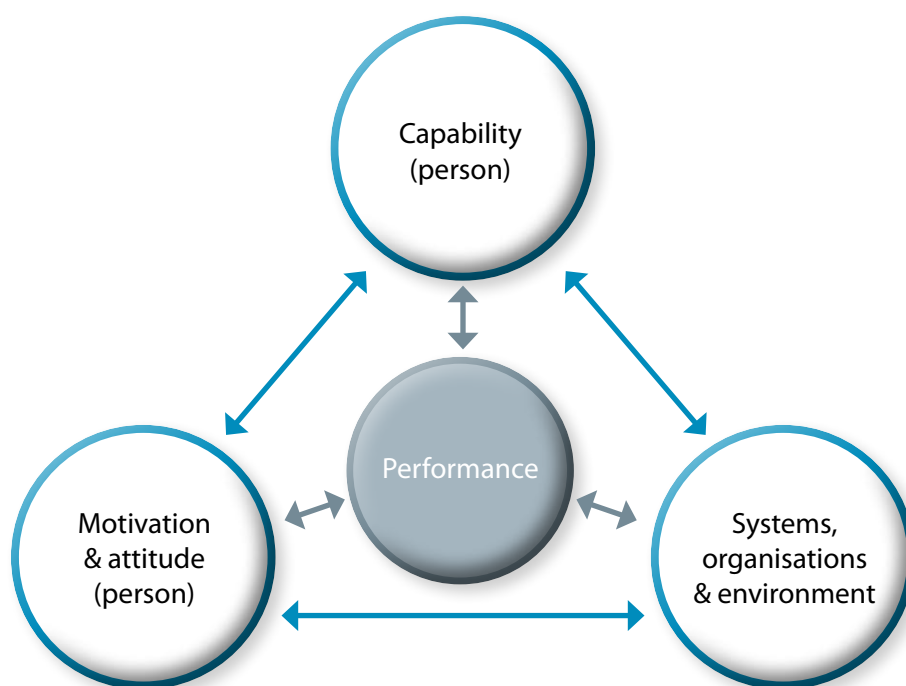 Capability
(person)
Performance
Motivation
& attitude
(person)
Systems,
organisations
& environment